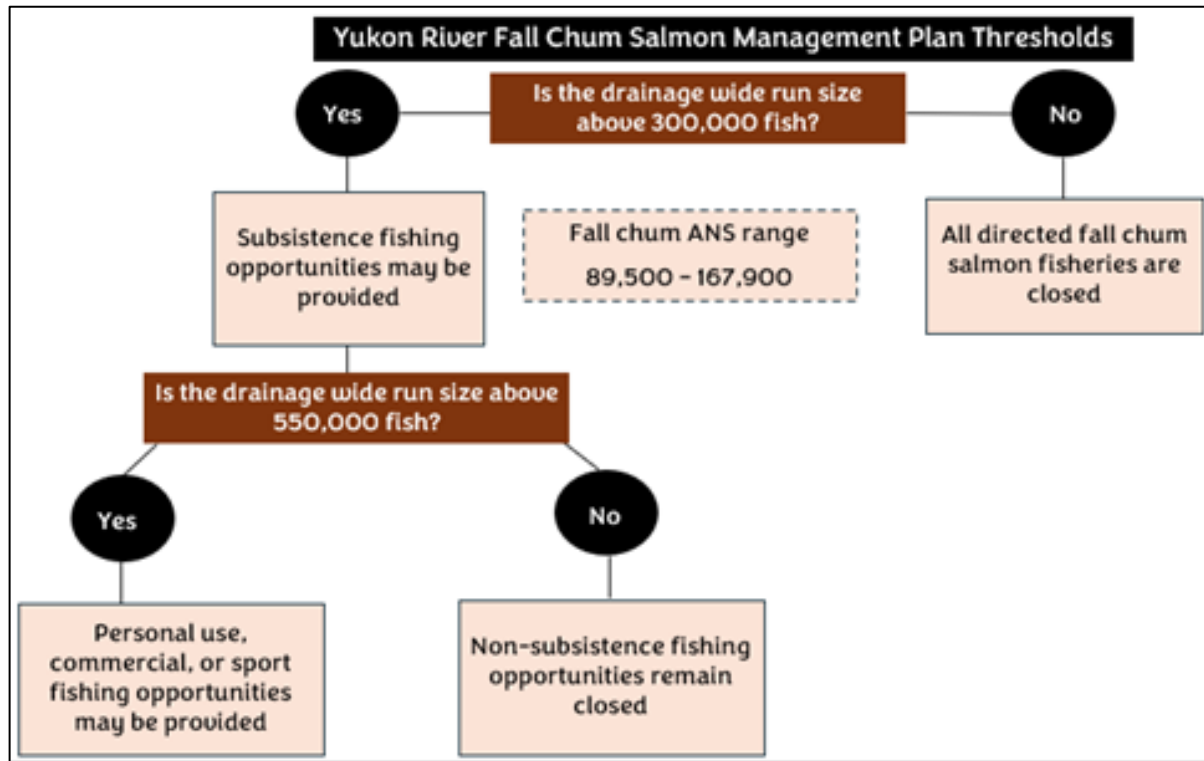 Yukon River Fall Chum Salmon Management Plan Thresholds
Yes
Is the drainage wide run size
above 300,000 fish?
No
Subsistence fishing
opportunities may be
provided
Fall chum ANS range
89,500 – 167,900
All directed fall chum
salmon fisheries are
closed
Is the drainage wide run size above
550,000 fish?
Yes
No
Personal use,
commercial, or sport
fishing opportunities
may be provided
Non-subsistence fishing
opportunities remain
closed